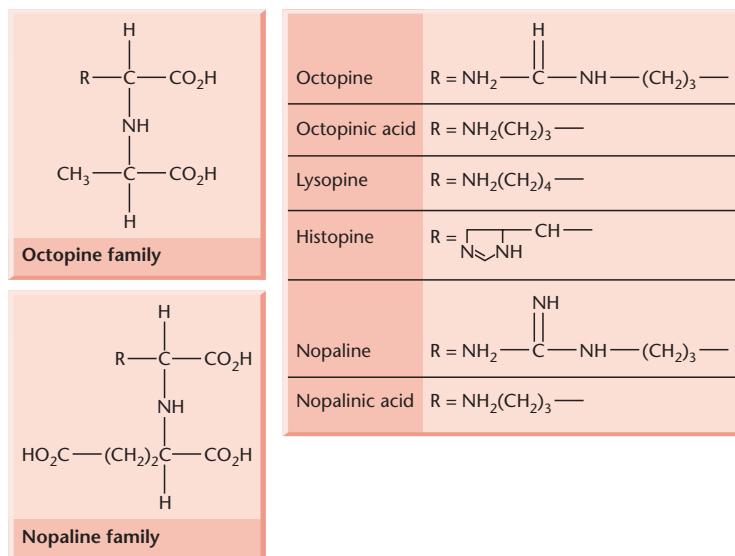 H
R—C—CO₂H
NH
CH₃—C—CO₂H
H
Octopine family
H
R—C—CO₂H
NH
HO₂C—(CH₂)₂C—CO₂H
H
Nopaline family
H
Octopine R = NH₂—C—NH—(CH₂)₃—
Octopinic acid R = NH₂(CH₂)₃—
Lysopine R = NH₂(CH₂)₄—
Histopine R = CH—
N NH
NH
Nopaline R = NH₂—C—NH—(CH₂)₃—
Nopalinic acid R = NH₂(CH₂)₃—